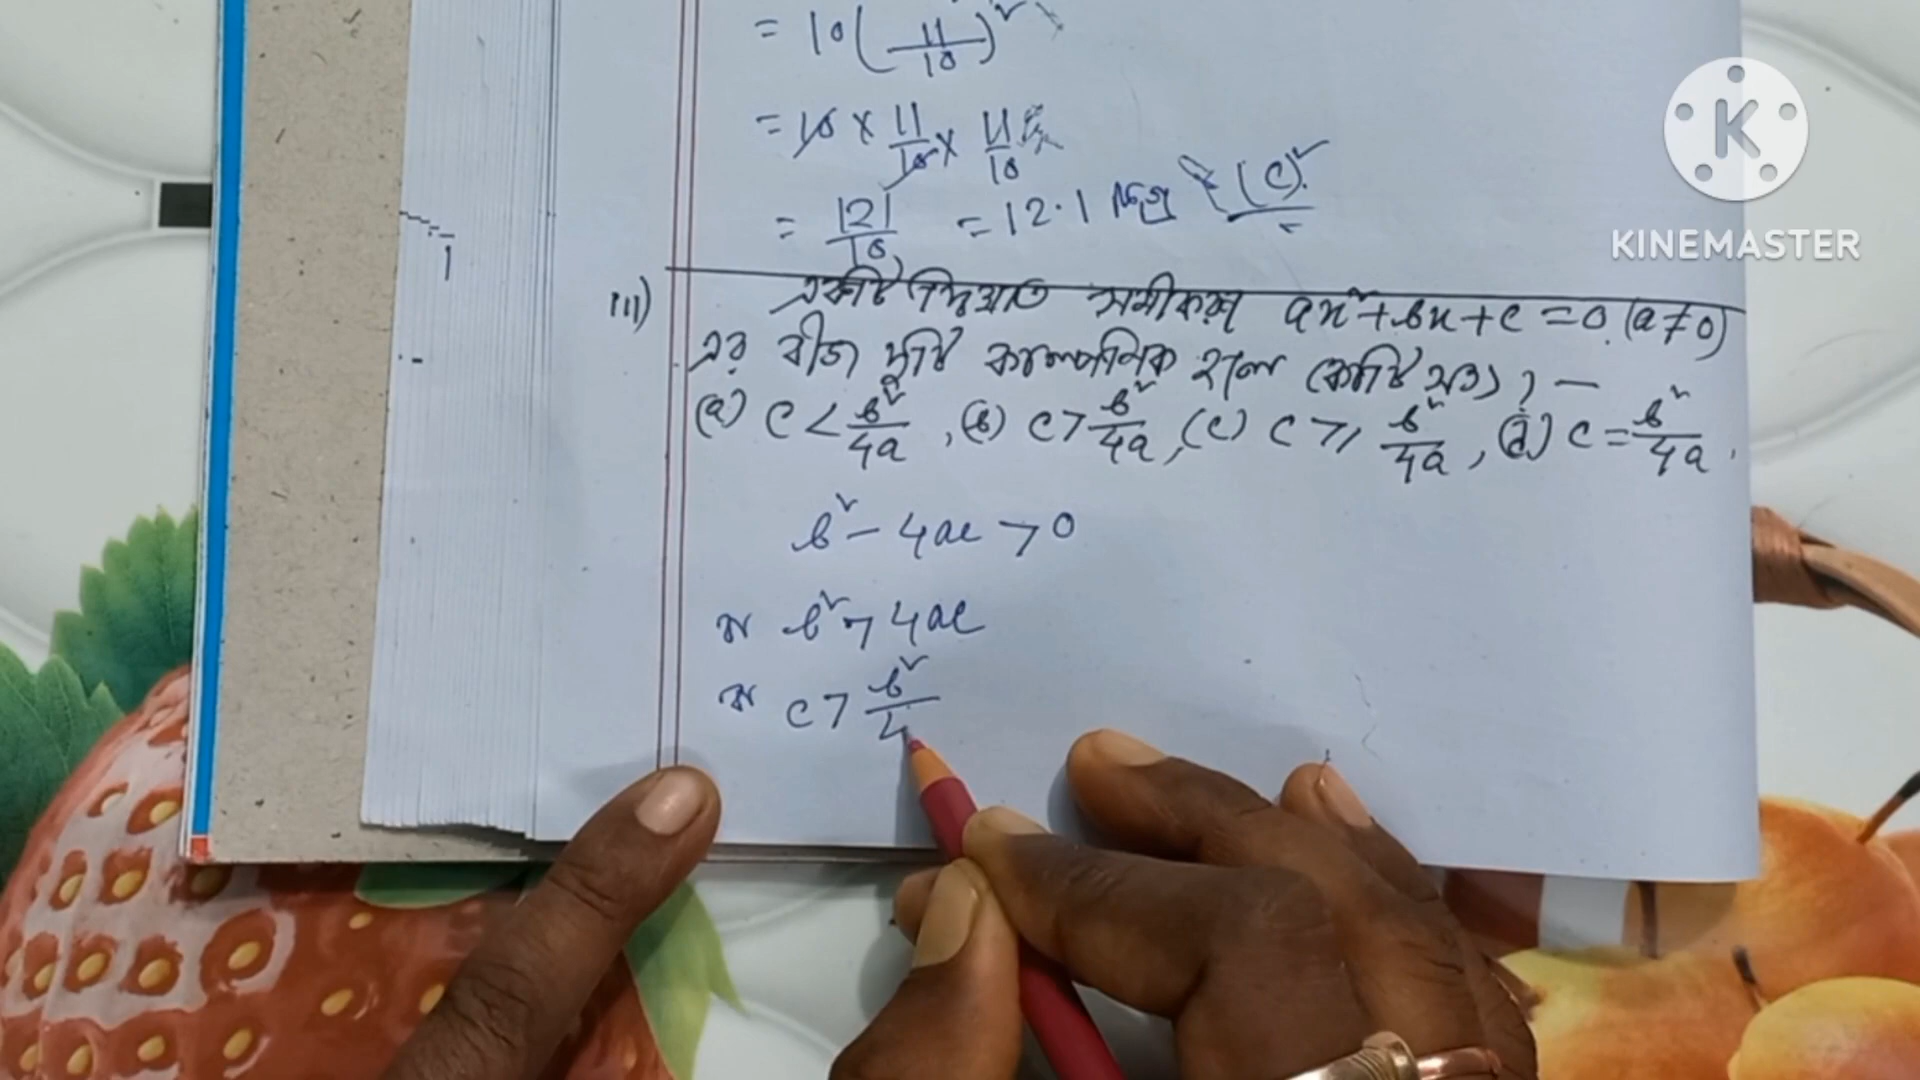 = 10 ( 11/10 )²
= 10 × 11/10 × 11/10
= 121/10 = 12.1 (c)²
iii) একটি দ্বিঘাত সমীকরণ ax²+bx+c=0 (a≠0)
এর বীজ দুটি কাল্পনিক হলে কোনটি সত্য? —
(a) c < b²/4a, (b) c > b²/4a, (c) c ⩾ b²/4a, (d) c = b²/4a.
b² - 4ac > 0
বা b² > 4ac
বা c > b²/4
K
KINEMASTER